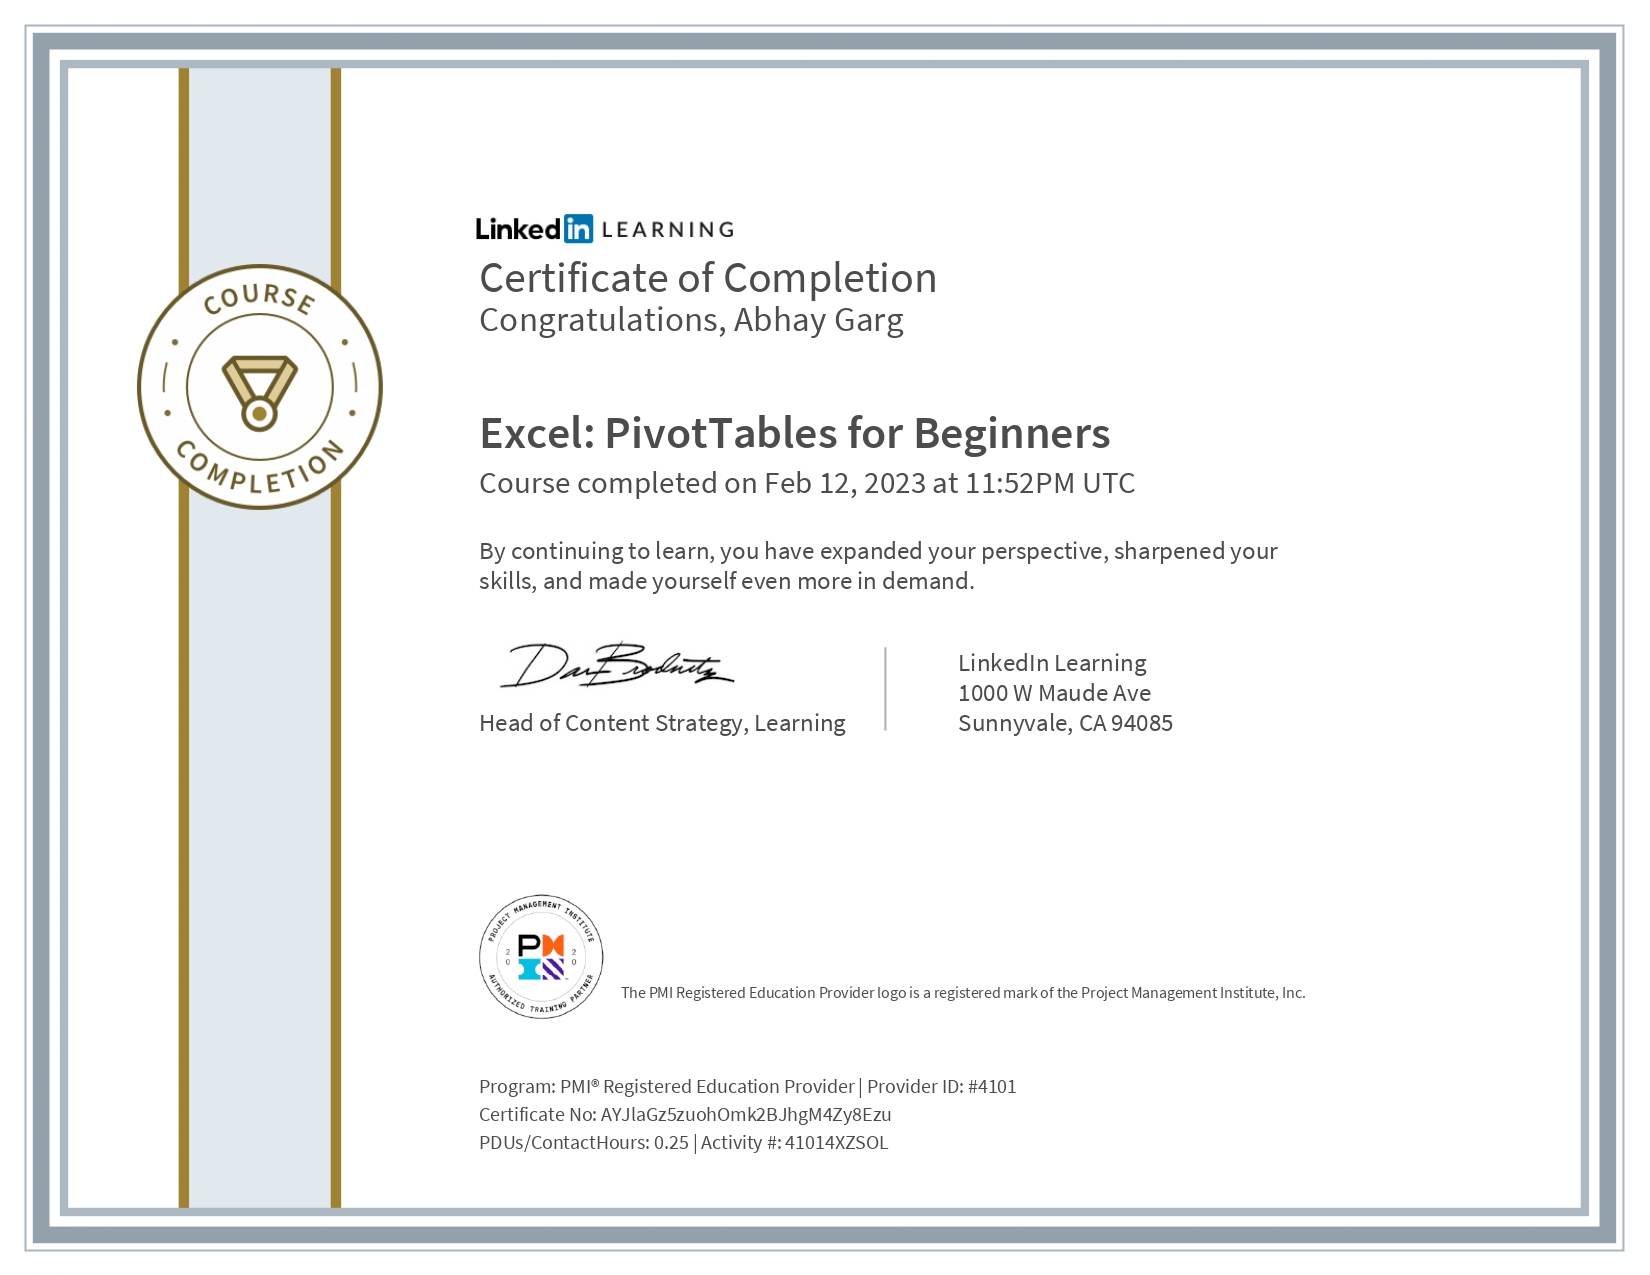 Linked in LEARNING
Certificate of Completion
Congratulations, Abhay Garg
COURSE
COMPLETION
Excel: PivotTables for Beginners
Course completed on Feb 12, 2023 at 11:52PM UTC
By continuing to learn, you have expanded your perspective, sharpened your
skills, and made yourself even more in demand.
Head of Content Strategy, Learning
LinkedIn Learning
1000 W Maude Ave
Sunnyvale, CA 94085
PROJECT MANAGEMENT INSTITUTE
20 20
AUTHORIZED TRAINING PARTNER
The PMI Registered Education Provider logo is a registered mark of the Project Management Institute, Inc.
Program: PMI® Registered Education Provider | Provider ID: #4101
Certificate No: AYJlaGz5zuohOmk2BJhgM4Zy8Ezu
PDUs/ContactHours: 0.25 | Activity #: 41014XZSOL